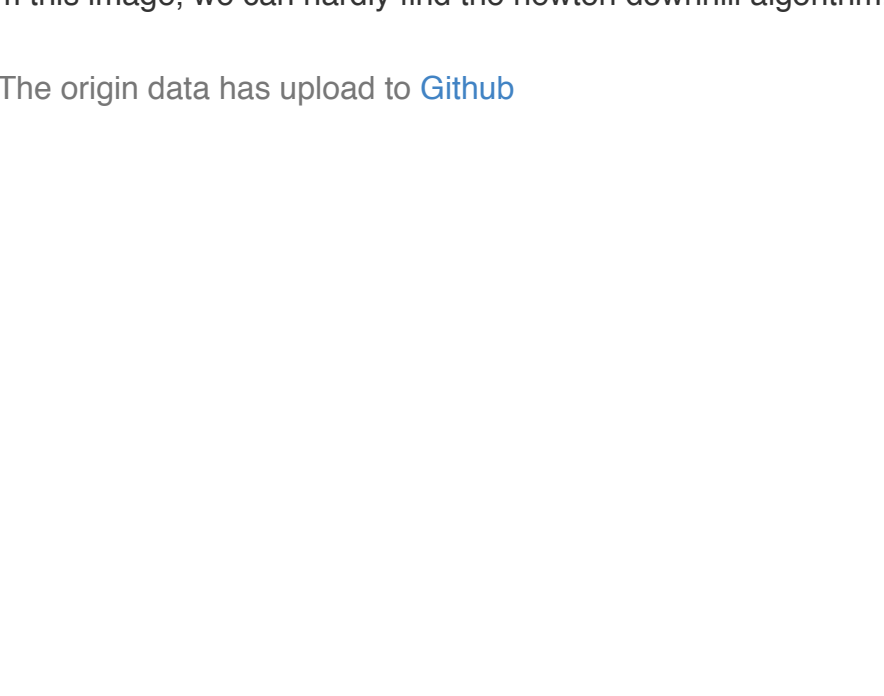 this image, we can hardly find the newton downhill algorithm
The origin data has upload to Github